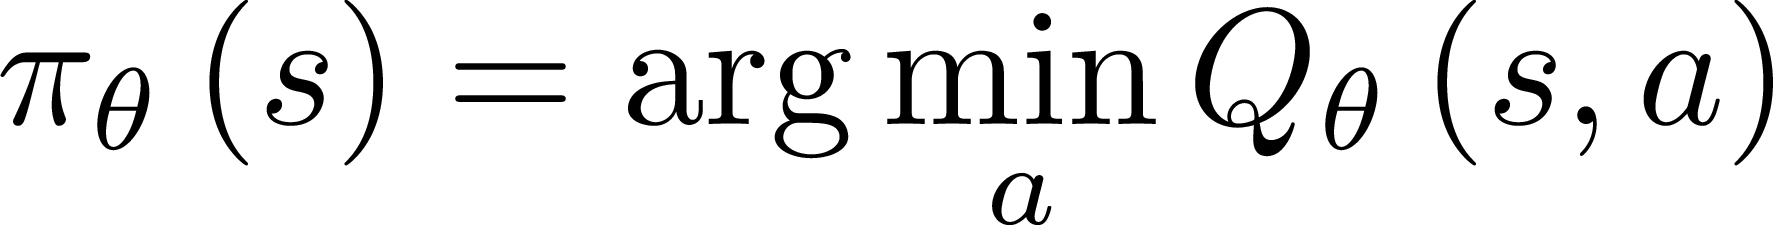 π_θ (s) = arg min_a Q_θ (s, a)